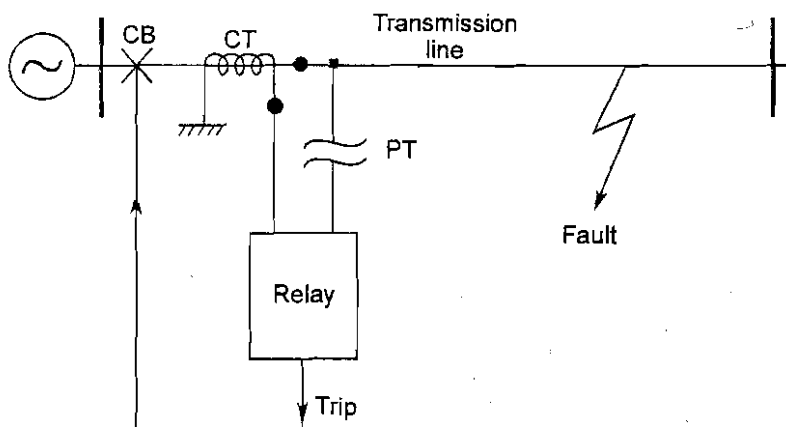 CB
CT
Transmission
line
PT
Fault
Relay
Trip